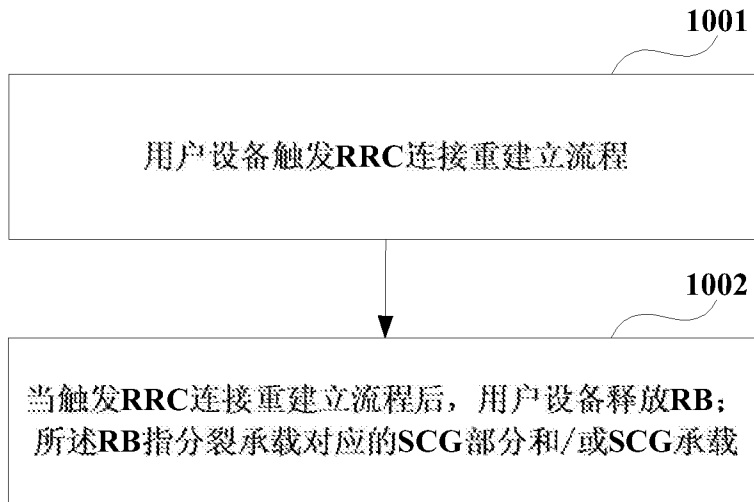 1001
用户设备触发RRC连接重建立流程
1002
当触发RRC连接重建立流程后，用户设备释放RB；
所述RB指分裂承载对应的SCG部分和/或SCG承载